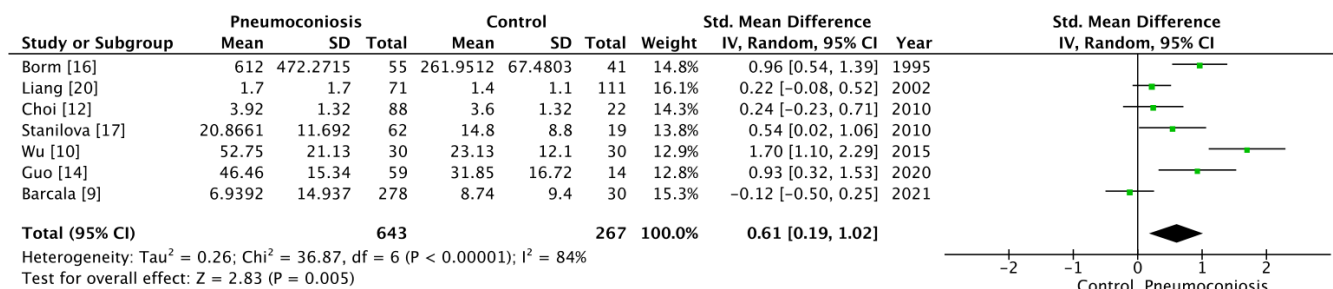 Pneumoconiosis Control Std. Mean Difference Std. Mean Difference
Study or Subgroup Mean SD Total Mean SD Total Weight IV, Random, 95% CI Year IV, Random, 95% CI
Borm [16] 612 472.2715 55 261.9512 67.4803 41 14.8% 0.96 [0.54, 1.39] 1995
Liang [20] 1.7 1.7 71 1.4 1.1 111 16.1% 0.22 [−0.08, 0.52] 2002
Choi [12] 3.92 1.32 88 3.6 1.32 22 14.3% 0.24 [−0.23, 0.71] 2010
Stanilova [17] 20.8661 11.692 62 14.8 8.8 19 13.8% 0.54 [0.02, 1.06] 2010
Wu [10] 52.75 21.13 30 23.13 12.1 30 12.9% 1.70 [1.10, 2.29] 2015
Guo [14] 46.46 15.34 59 31.85 16.72 14 12.8% 0.93 [0.32, 1.53] 2020
Barcala [9] 6.9392 14.937 278 8.74 9.4 30 15.3% −0.12 [−0.50, 0.25] 2021
Total (95% CI) 643 267 100.0% 0.61 [0.19, 1.02]
Heterogeneity: Tau² = 0.26; Chi² = 36.87, df = 6 (P < 0.00001); I² = 84%
Test for overall effect: Z = 2.83 (P = 0.005)
−2 −1 0 1 2
Control Pneumoconiosis